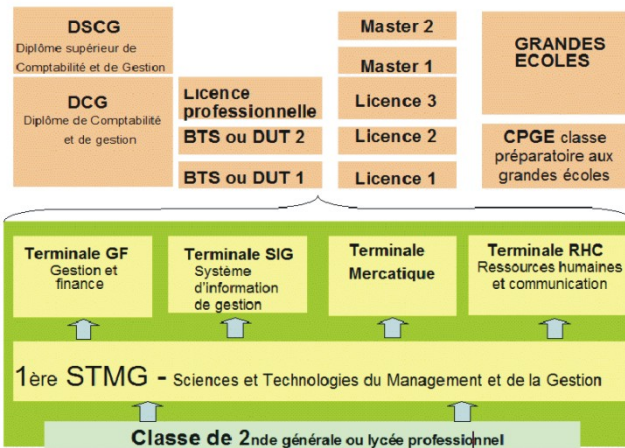 DSCG
Diplôme supérieur de
Comptabilité et de Gestion
DCG
Diplôme de Comptabilité
et de gestion
Licence
professionnelle
BTS ou DUT 2
BTS ou DUT 1
Master 2
Master 1
Licence 3
Licence 2
Licence 1
GRANDES
ECOLES
CPGE classe
préparatoire aux
grandes écoles
Terminale GF
Gestion et
finance
Terminale SIG
Système
d'information
de gestion
Terminale
Mercatique
Terminale RHC
Ressources humaines
et communication
1ère STMG - Sciences et Technologies du Management et de la Gestion
Classe de 2nde générale ou lycée professionnel